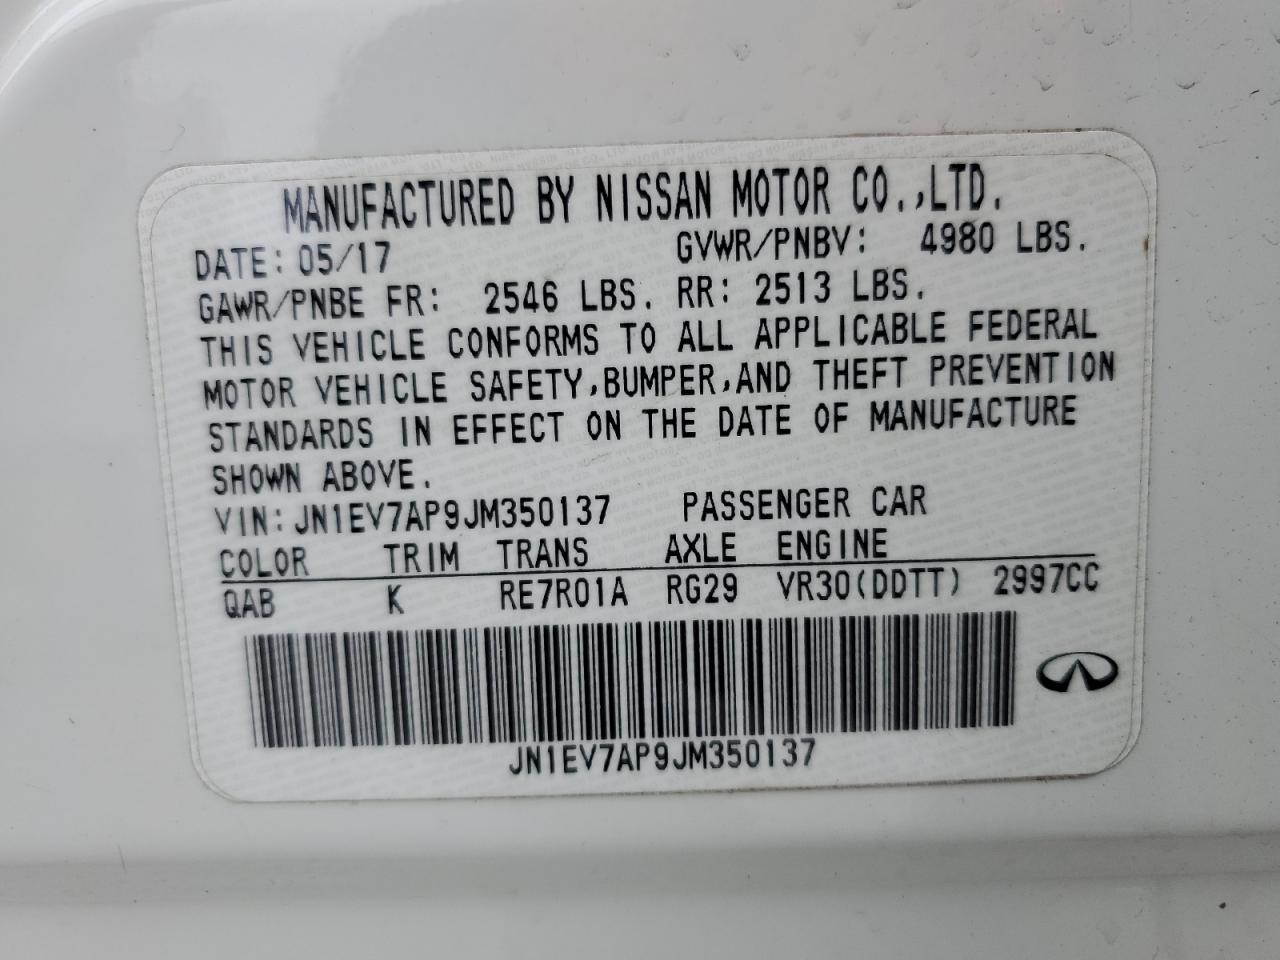 MANUFACTURED BY NISSAN MOTOR CO.,LTD.
DATE: 05/17 GVWR/PNBV: 4980 LBS.
GAWR/PNBE FR: 2546 LBS. RR: 2513 LBS.
THIS VEHICLE CONFORMS TO ALL APPLICABLE FEDERAL
MOTOR VEHICLE SAFETY,BUMPER,AND THEFT PREVENTION
STANDARDS IN EFFECT ON THE DATE OF MANUFACTURE
SHOWN ABOVE.
VIN: JN1EV7AP9JM350137 PASSENGER CAR
COLOR TRIM TRANS AXLE ENGINE
QAB K RE7R01A RG29 VR30(DDTT) 2997CC
JN1EV7AP9JM350137